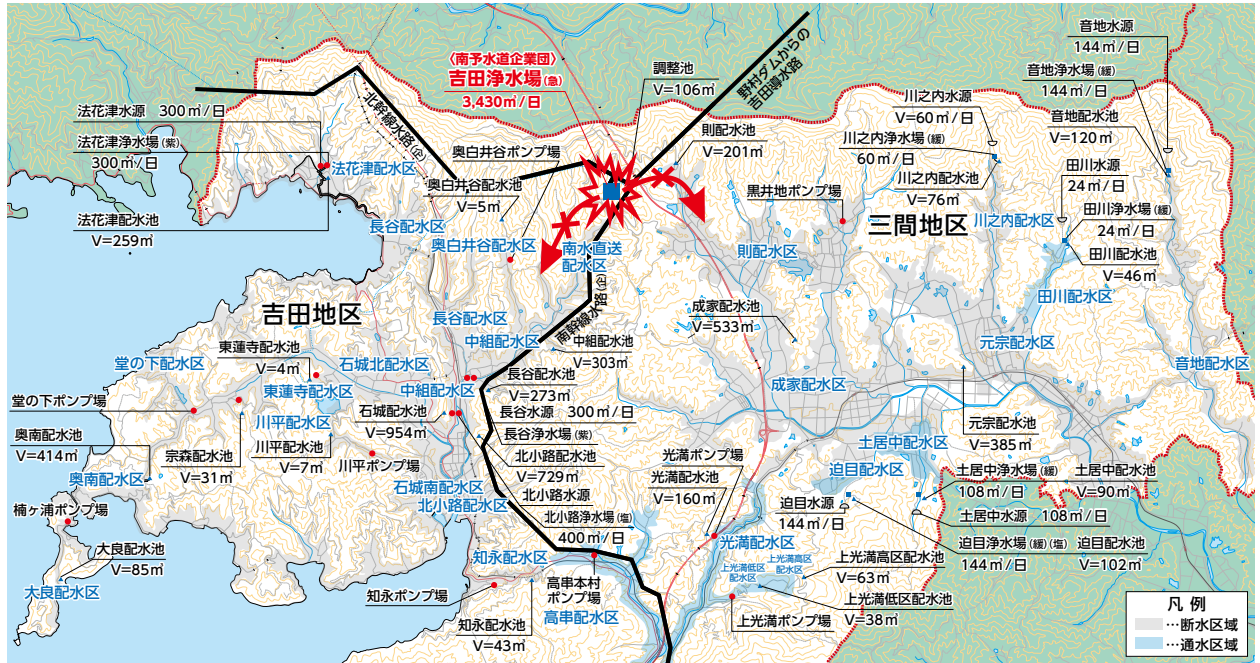 〈南予水道企業団〉
吉田浄水場(急)
3,430㎥/日
調整池
V=106㎥
野村ダムからの
吉田導水路
音地水源
144㎥/日
音地浄水場(緩)
144㎥/日
音地配水池
V=120㎥
川之内水源
V=60㎥/日
川之内浄水場(緩)
60㎥/日
川之内配水池
V=76㎥
川之内配水区
田川水源
24㎥/日
田川浄水場(緩)
24㎥/日
田川配水池
V=46㎥
田川配水区
法花津水源 300㎥/日
法花津浄水場(紫)
300㎥/日
法花津配水区
法花津配水池
V=259㎥
北幹線水路(企)
奥白井谷ポンプ場
奥白井谷配水池
V=5㎥
長谷配水区
奥白井谷配水区
南水直送
配水区
則配水池
V=201㎥
黒井地ポンプ場
三間地区
則配水区
吉田地区
長谷配水区
南幹線水路(企)
中組配水区
中組配水池
V=303㎥
成家配水池
V=533㎥
元宗配水区
音地配水区
堂の下配水区
東蓮寺配水池
V=4㎥
石城北配水区
東蓮寺配水区
中組配水区
長谷配水池
V=273㎥
成家配水区
堂の下ポンプ場
川平配水区
石城配水池
V=954㎥
長谷水源 300㎥/日
長谷浄水場(紫)
元宗配水池
V=385㎥
奥南配水池
V=414㎥
宗森配水池
V=31㎥
川平配水池
V=7㎥
川平ポンプ場
北小路配水池
V=729㎥
光満ポンプ場
光満配水池
V=160㎥
土居中配水区
迫目配水区
奥南配水区
石城南配水区
北小路配水区
北小路水源
北小路浄水場(塩)
400㎥/日
迫目水源
144㎥/日
土居中浄水場(緩)
108㎥/日
土居中配水池
V=90㎥
土居中水源 108㎥/日
楠ヶ浦ポンプ場
大良配水池
V=85㎥
大良配水区
知永配水区
光満配水区
迫目浄水場(緩)(塩)
144㎥/日
迫目配水池
V=102㎥
上光満低区
配水区
上光満高区
配水区
上光満高区配水池
V=63㎥
上光満低区配水池
V=38㎥
上光満ポンプ場
知永ポンプ場
高串本村
ポンプ場
高串配水区
知永配水池
V=43㎥
凡 例
…断水区域
…通水区域